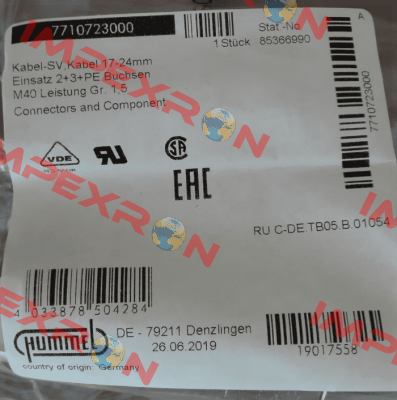 7710723000
1 Stück
Stat.-No
85366990
Kabel-SV,Kabel 17-24mm
Einsatz 2+3+PE Buchsen
M40 Leistung Gr. 1,5
Connectors and Component
7710723000
VDE
EAC
RU C-DE.TB05.B.01054
4 033878 504284
HUMMEL
DE - 79211 Denzlingen
26.06.2019
country of origin: Germany
19017558
IMPEXRON
IMPEXRON
IMPEXRON